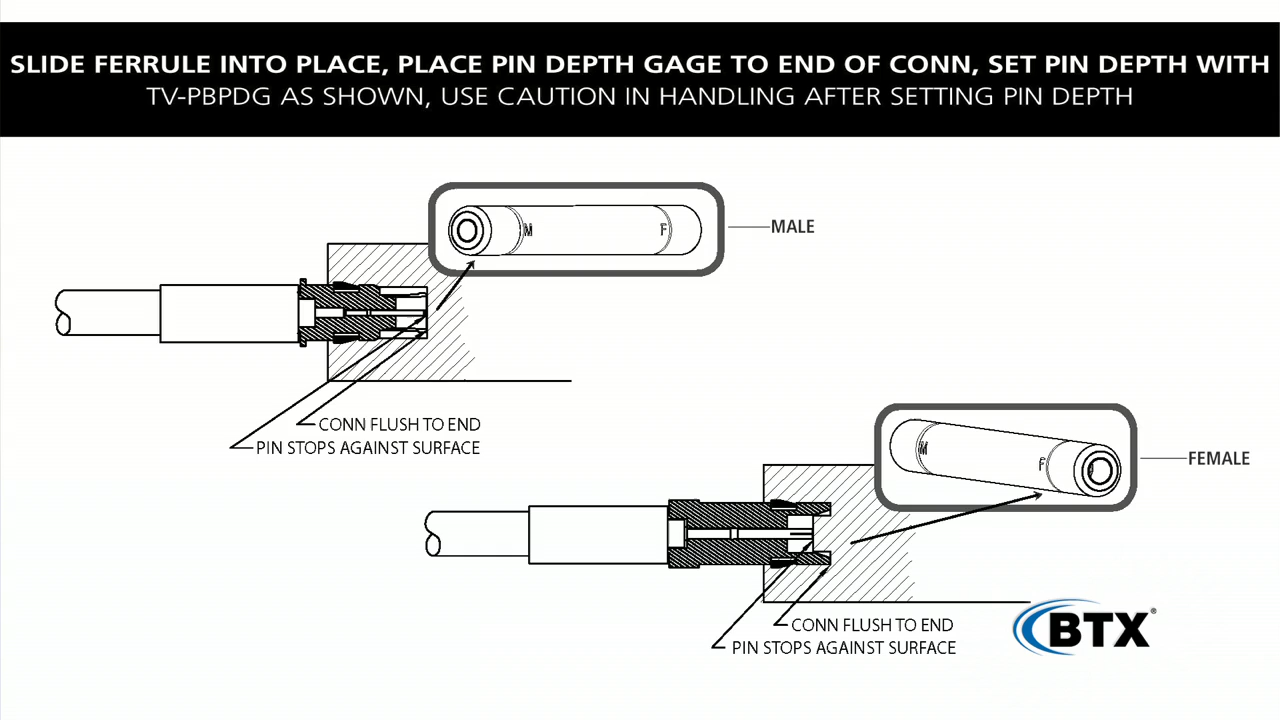 SLIDE FERRULE INTO PLACE, PLACE PIN DEPTH GAGE TO END OF CONN, SET PIN DEPTH WITH
TV-PBPDG AS SHOWN, USE CAUTION IN HANDLING AFTER SETTING PIN DEPTH
M
F
MALE
CONN FLUSH TO END
PIN STOPS AGAINST SURFACE
M
F
FEMALE
CONN FLUSH TO END
PIN STOPS AGAINST SURFACE
BTX®